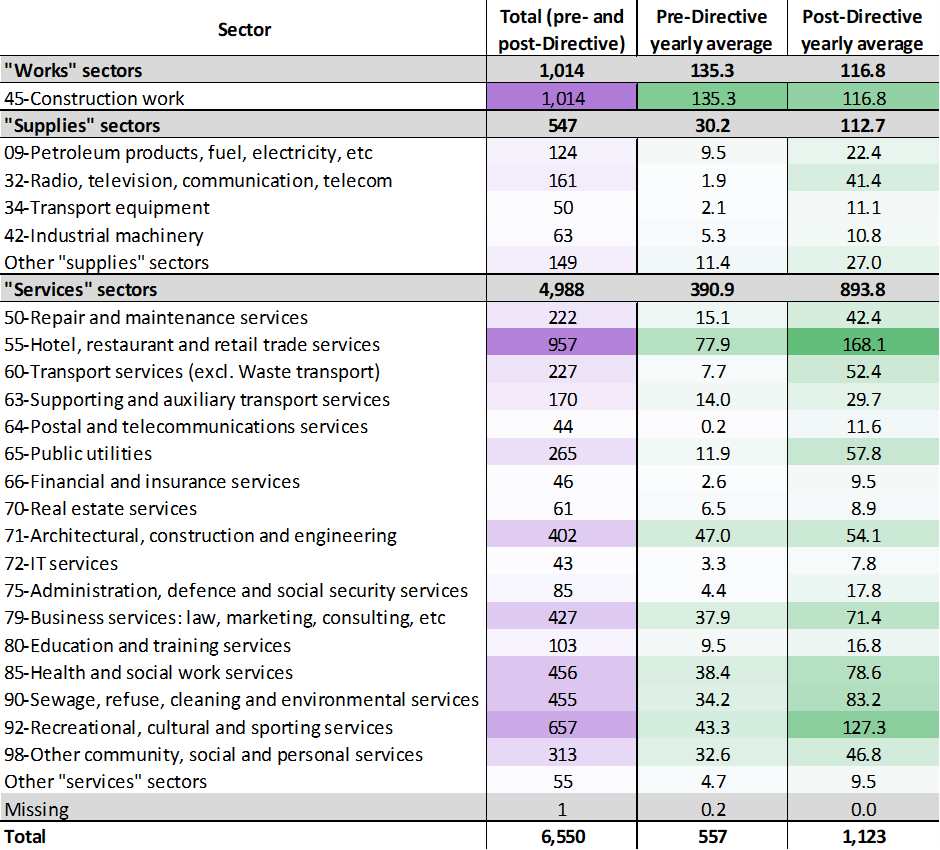 Sector Total (pre- and post-Directive) Pre-Directive yearly average Post-Directive yearly average
"Works" sectors 1,014 135.3 116.8
45-Construction work 1,014 135.3 116.8
"Supplies" sectors 547 30.2 112.7
09-Petroleum products, fuel, electricity, etc 124 9.5 22.4
32-Radio, television, communication, telecom 161 1.9 41.4
34-Transport equipment 50 2.1 11.1
42-Industrial machinery 63 5.3 10.8
Other "supplies" sectors 149 11.4 27.0
"Services" sectors 4,988 390.9 893.8
50-Repair and maintenance services 222 15.1 42.4
55-Hotel, restaurant and retail trade services 957 77.9 168.1
60-Transport services (excl. Waste transport) 227 7.7 52.4
63-Supporting and auxiliary transport services 170 14.0 29.7
64-Postal and telecommunications services 44 0.2 11.6
65-Public utilities 265 11.9 57.8
66-Financial and insurance services 46 2.6 9.5
70-Real estate services 61 6.5 8.9
71-Architectural, construction and engineering 402 47.0 54.1
72-IT services 43 3.3 7.8
75-Administration, defence and social security services 85 4.4 17.8
79-Business services: law, marketing, consulting, etc 427 37.9 71.4
80-Education and training services 103 9.5 16.8
85-Health and social work services 456 38.4 78.6
90-Sewage, refuse, cleaning and environmental services 455 34.2 83.2
92-Recreational, cultural and sporting services 657 43.3 127.3
98-Other community, social and personal services 313 32.6 46.8
Other "services" sectors 55 4.7 9.5
Missing 1 0.2 0.0
Total 6,550 557 1,123